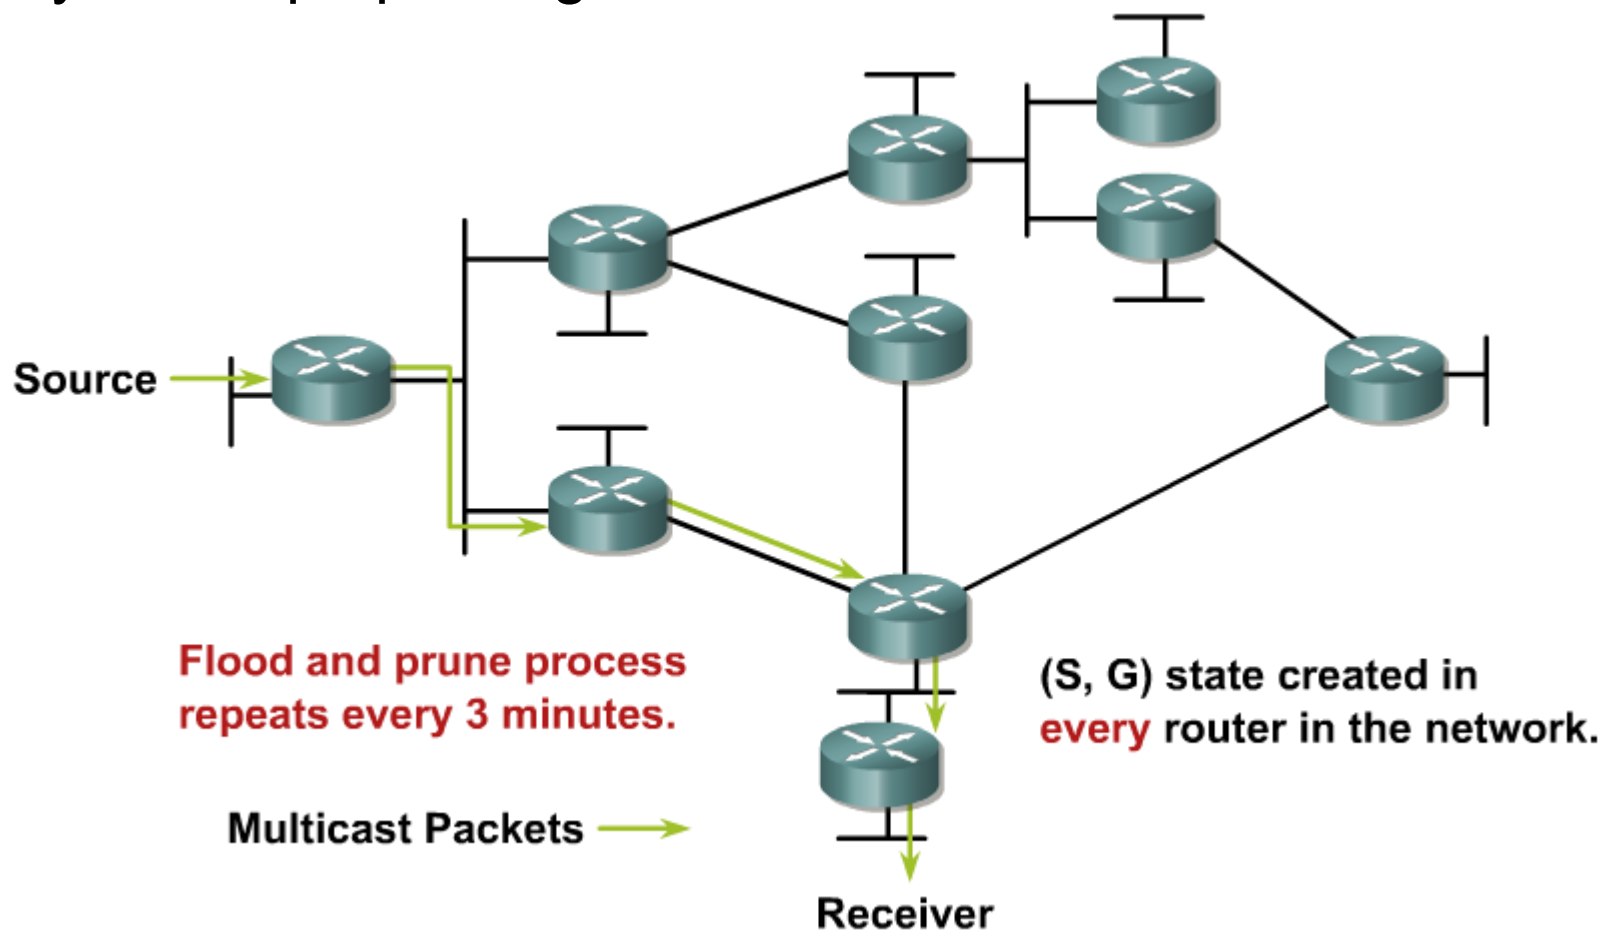 Source
Flood and prune process
repeats every 3 minutes.
(S, G) state created in
every router in the network.
Multicast Packets
Receiver